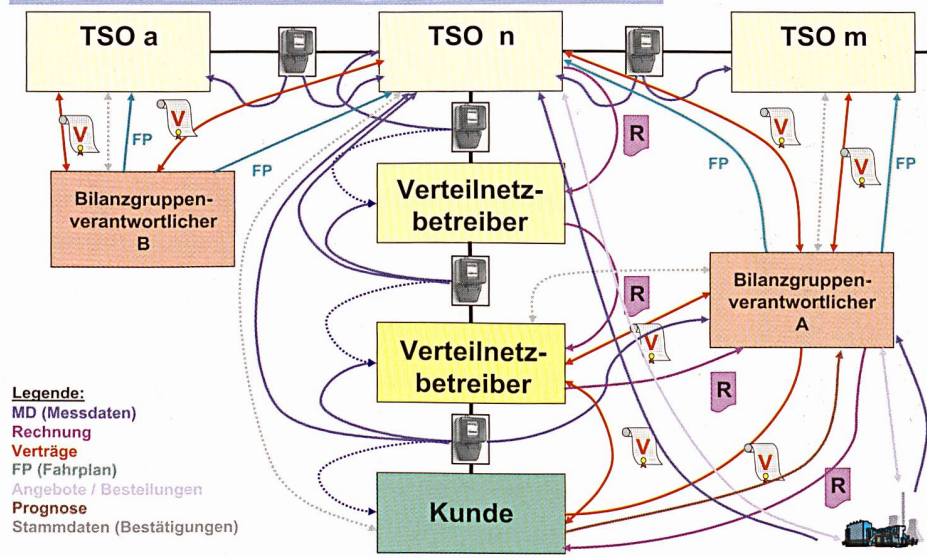 TSO a
TSO n
TSO m
V
V
FP
FP
R
FP
V
V
FP
Bilanzgruppen-
verantwortlicher
B
Verteilnetz-
betreiber
R
Bilanzgruppen-
verantwortlicher
A
Verteilnetz-
betreiber
V
R
Legende:
MD (Messdaten)
Rechnung
Verträge
FP (Fahrplan)
Angebote / Bestellungen
Prognose
Stammdaten (Bestätigungen)
V
V
R
Kunde